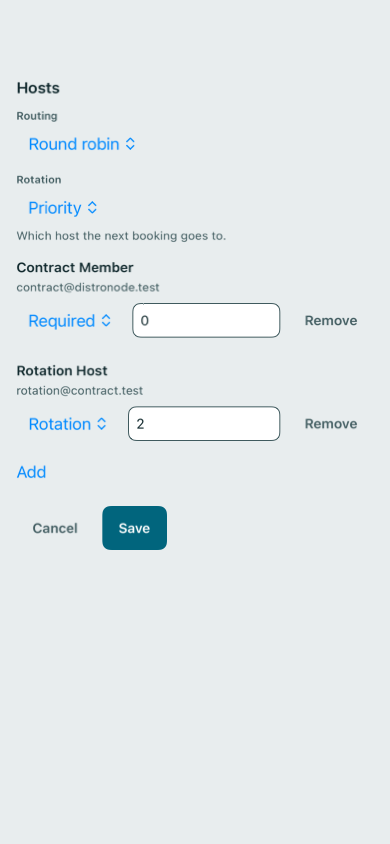 Hosts
Routing
Round robin
Rotation
Priority
Which host the next booking goes to.
Contract Member
contract@distronode.test
Required 0 Remove
Rotation Host
rotation@contract.test
Rotation 2 Remove
Add
Cancel Save